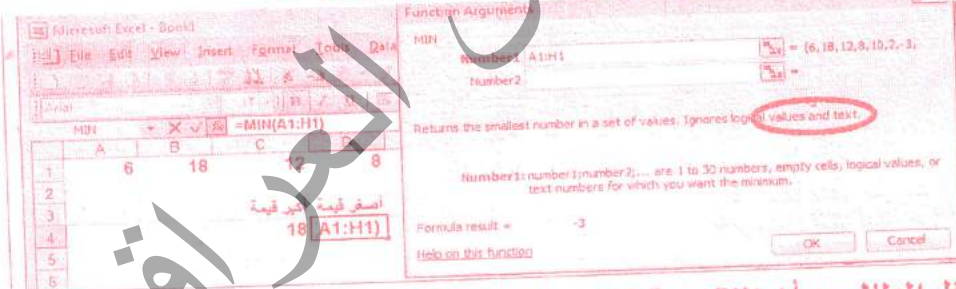 Microsoft Excel - Book1
File Edit View Insert Format Tools Data
Arial
MIN =MIN(A1:H1)
A B C
1 6 18 12 8
2
3 أصغر قيمة أكبر قيمة
4 18 A1:H1)
5
6
Function Arguments
MIN
Number1 A1:H1 = {6,18,12,8,10,2,-3,
Number2 =
Returns the smallest number in a set of values. Ignores logical values and text.
Number1: number1;number2;... are 1 to 30 numbers, empty cells, logical values, or
text numbers for which you want the minimum.
Formula result = -3
Help on this function
OK Cancel